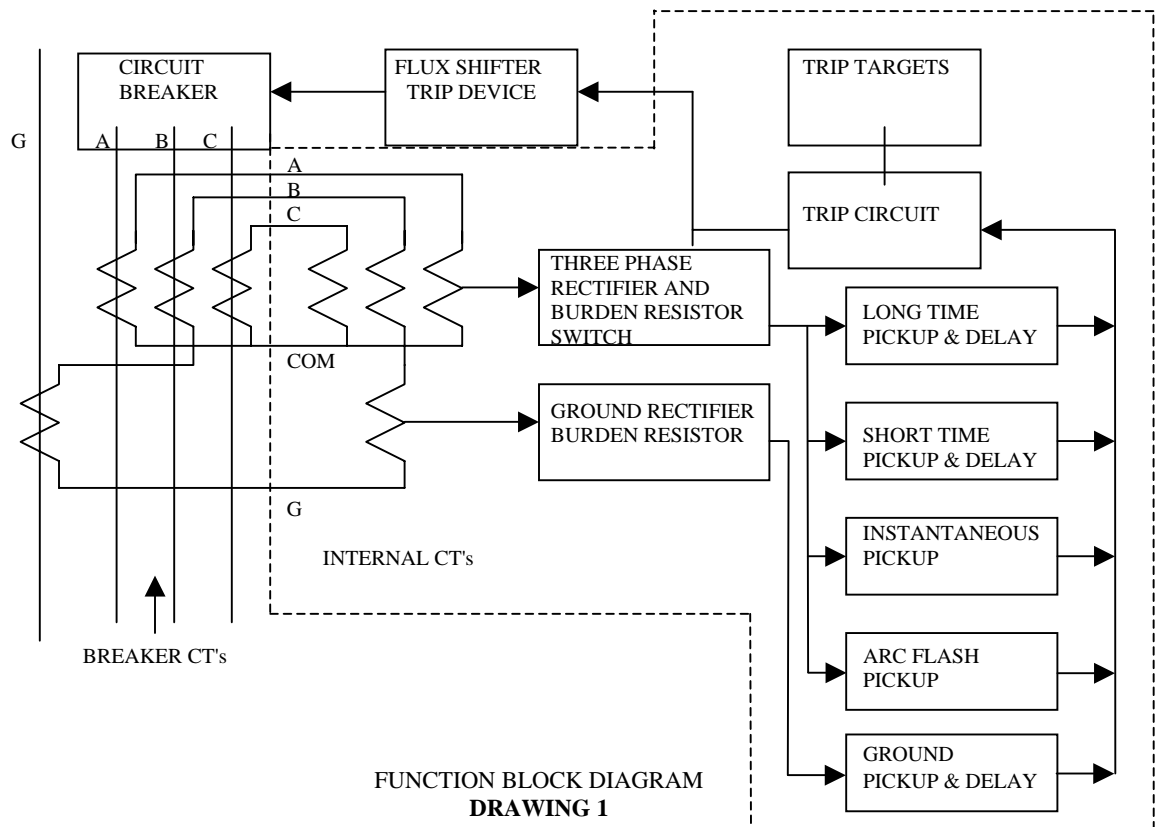 CIRCUIT
BREAKER
FLUX SHIFTER
TRIP DEVICE
TRIP TARGETS
G
A
B
C
A
B
C
TRIP CIRCUIT
THREE PHASE
RECTIFIER AND
BURDEN RESISTOR
SWITCH
LONG TIME
PICKUP & DELAY
COM
GROUND RECTIFIER
BURDEN RESISTOR
SHORT TIME
PICKUP & DELAY
G
INTERNAL CT's
INSTANTANEOUS
PICKUP
BREAKER CT's
ARC FLASH
PICKUP
GROUND
PICKUP & DELAY
FUNCTION BLOCK DIAGRAM
DRAWING 1